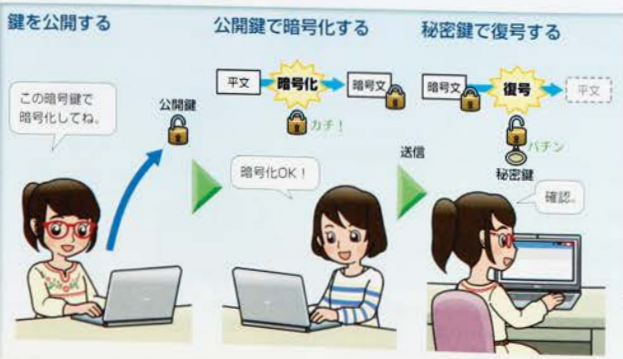 鍵を公開する
この暗号鍵で
暗号化してね。
公開鍵
公開鍵で暗号化する
平文
暗号化
暗号文
カチ！
暗号化OK！
送信
秘密鍵で復号する
暗号文
復号
平文
バチン
秘密鍵
確認。